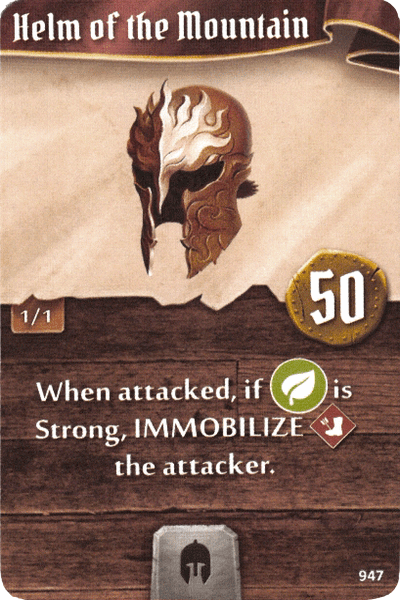 Helm of the Mountain
50
1/1
When attacked, if is
Strong, IMMOBILIZE
the attacker.
947